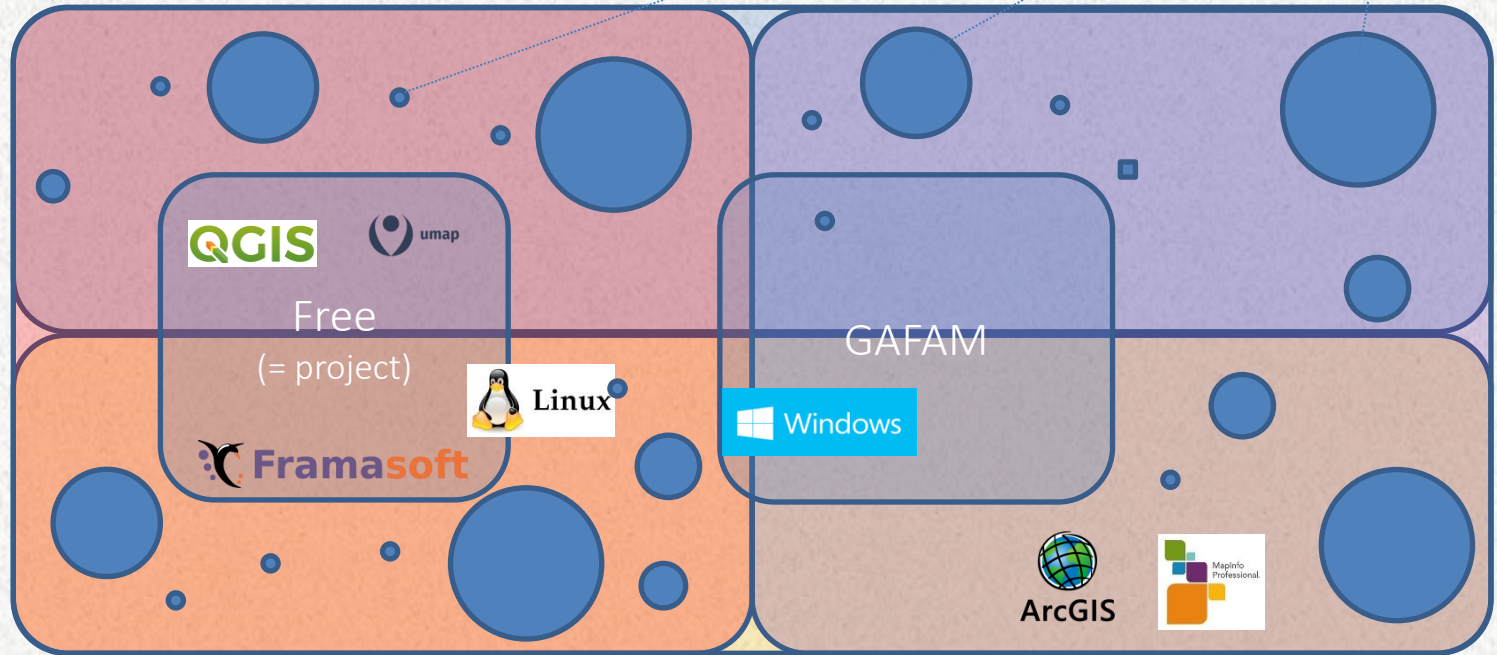 QGIS
umap
Free
(= project)
GAFAM
Linux
Windows
Framasoft
MapInfo
Professional.
ArcGIS